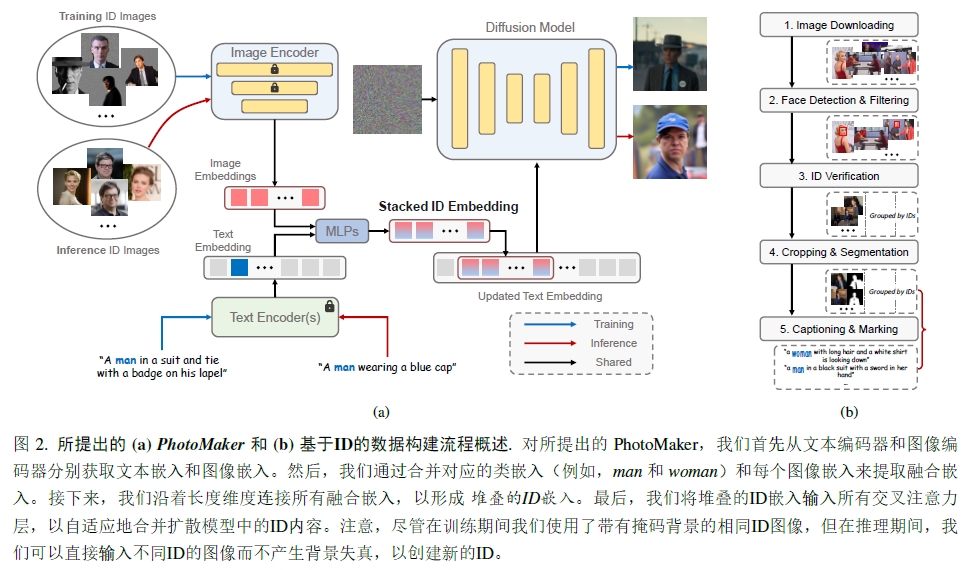 Training ID Images
Image Encoder
Diffusion Model
Inference ID Images
Image
Embeddings
Text
Embedding
MLPs
Stacked ID Embedding
Updated Text Embedding
Text Encoder(s)
"A man in a suit and tie
with a badge on his lapel"
"A man wearing a blue cap"
Training
Inference
Shared
(a)
1. Image Downloading
2. Face Detection & Filtering
3. ID Verification
Grouped by IDs
4. Cropping & Segmentation
Grouped by IDs
5. Captioning & Marking
"a woman with long hair and a white shirt
is looking down"
"a man in a black suit with a sword in her
hand"
...
(b)
图 2. 所提出的 (a) PhotoMaker 和 (b) 基于ID的数据构建流程概述. 对所提出的 PhotoMaker，我们首先从文本编码器和图像编
码器分别获取文本嵌入和图像嵌入。然后，我们通过合并对应的类嵌入（例如，man 和 woman）和每个图像嵌入来提取融合嵌
入。接下来，我们沿着长度维度连接所有融合嵌入，以形成 堆叠的ID嵌入。最后，我们将堆叠的ID嵌入输入所有交叉注意力
层，以自适应地合并扩散模型中的ID内容。注意，尽管在训练期间我们使用了带有掩码背景的相同ID图像，但在推理期间，我
们可以直接输入不同ID的图像而不产生背景失真，以创建新的ID。